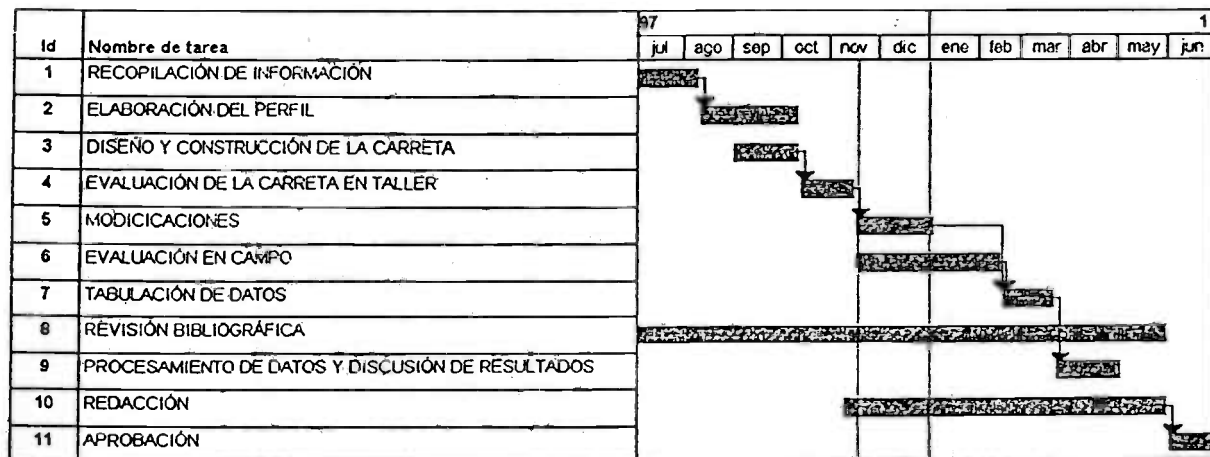 97 1
Id Nombre de tarea jul ago sep oct nov dic ene feb mar abr may jun
1 RECOPILACIÓN DE INFORMACIÓN
2 ELABORACIÓN DEL PERFIL
3 DISEÑO Y CONSTRUCCIÓN DE LA CARRETA
4 EVALUACIÓN DE LA CARRETA EN TALLER
5 MODICICACIONES
6 EVALUACIÓN EN CAMPO
7 TABULACIÓN DE DATOS
8 REVISIÓN BIBLIOGRÁFICA
9 PROCESAMIENTO DE DATOS Y DISCUSIÓN DE RESULTADOS
10 REDACCIÓN
11 APROBACIÓN